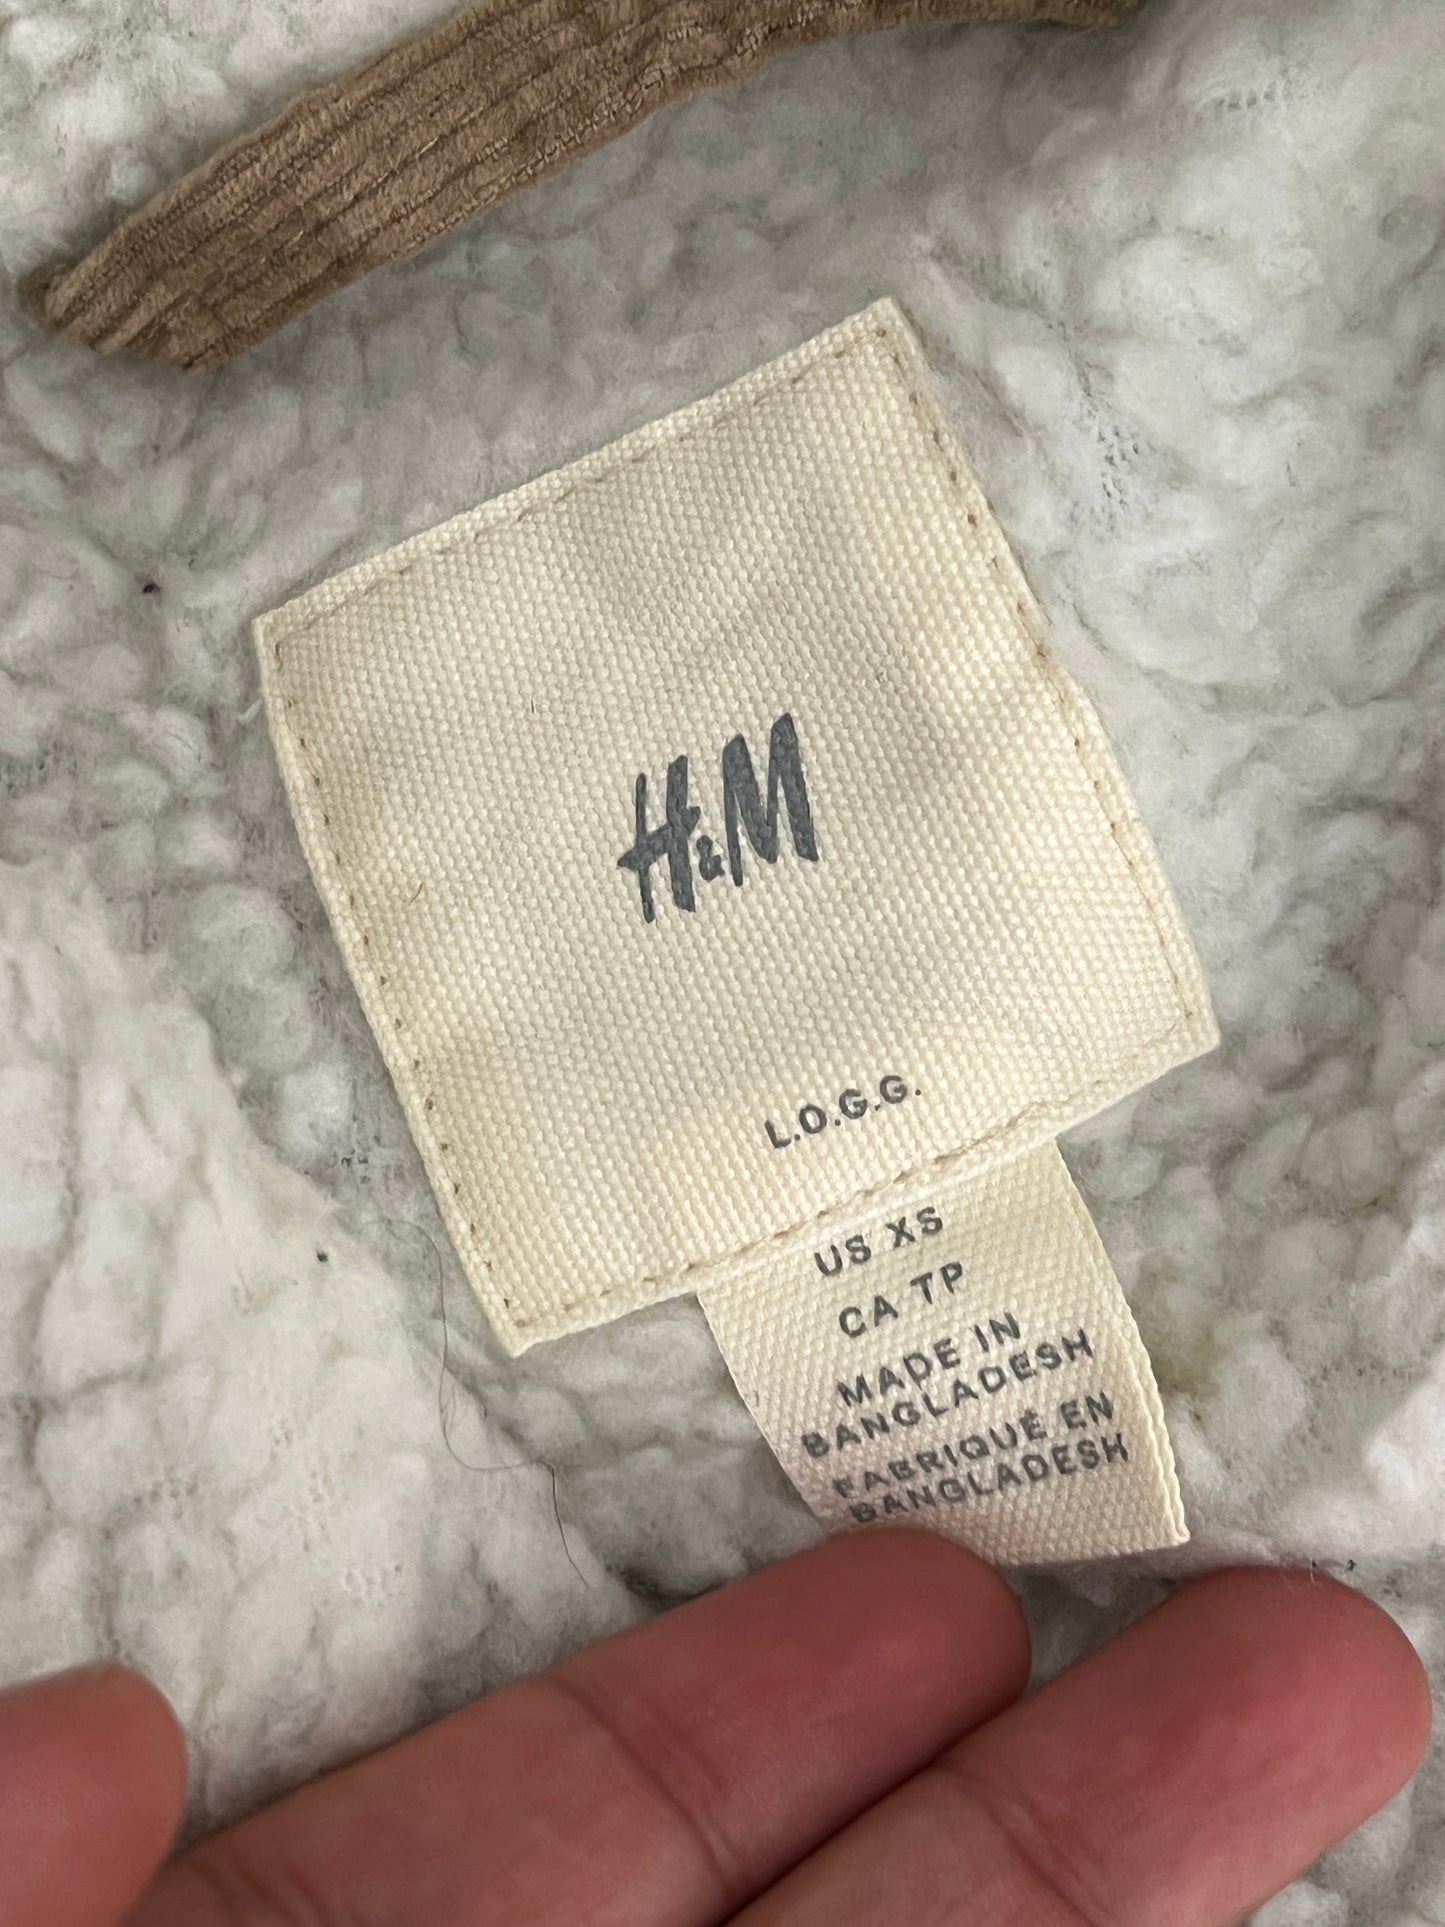 H&M
L.O.G.G.
US XS
CA TP
MADE IN
BANGLADESH
FABRIQUÉ EN
BANGLADESH